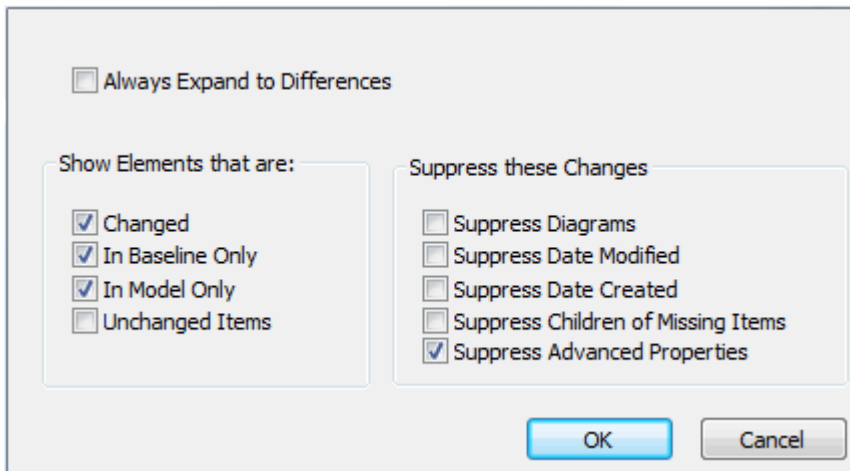 Always Expand to Differences
Show Elements that are:
Changed
In Baseline Only
In Model Only
Unchanged Items
Suppress these Changes
Suppress Diagrams
Suppress Date Modified
Suppress Date Created
Suppress Children of Missing Items
Suppress Advanced Properties
OK
Cancel